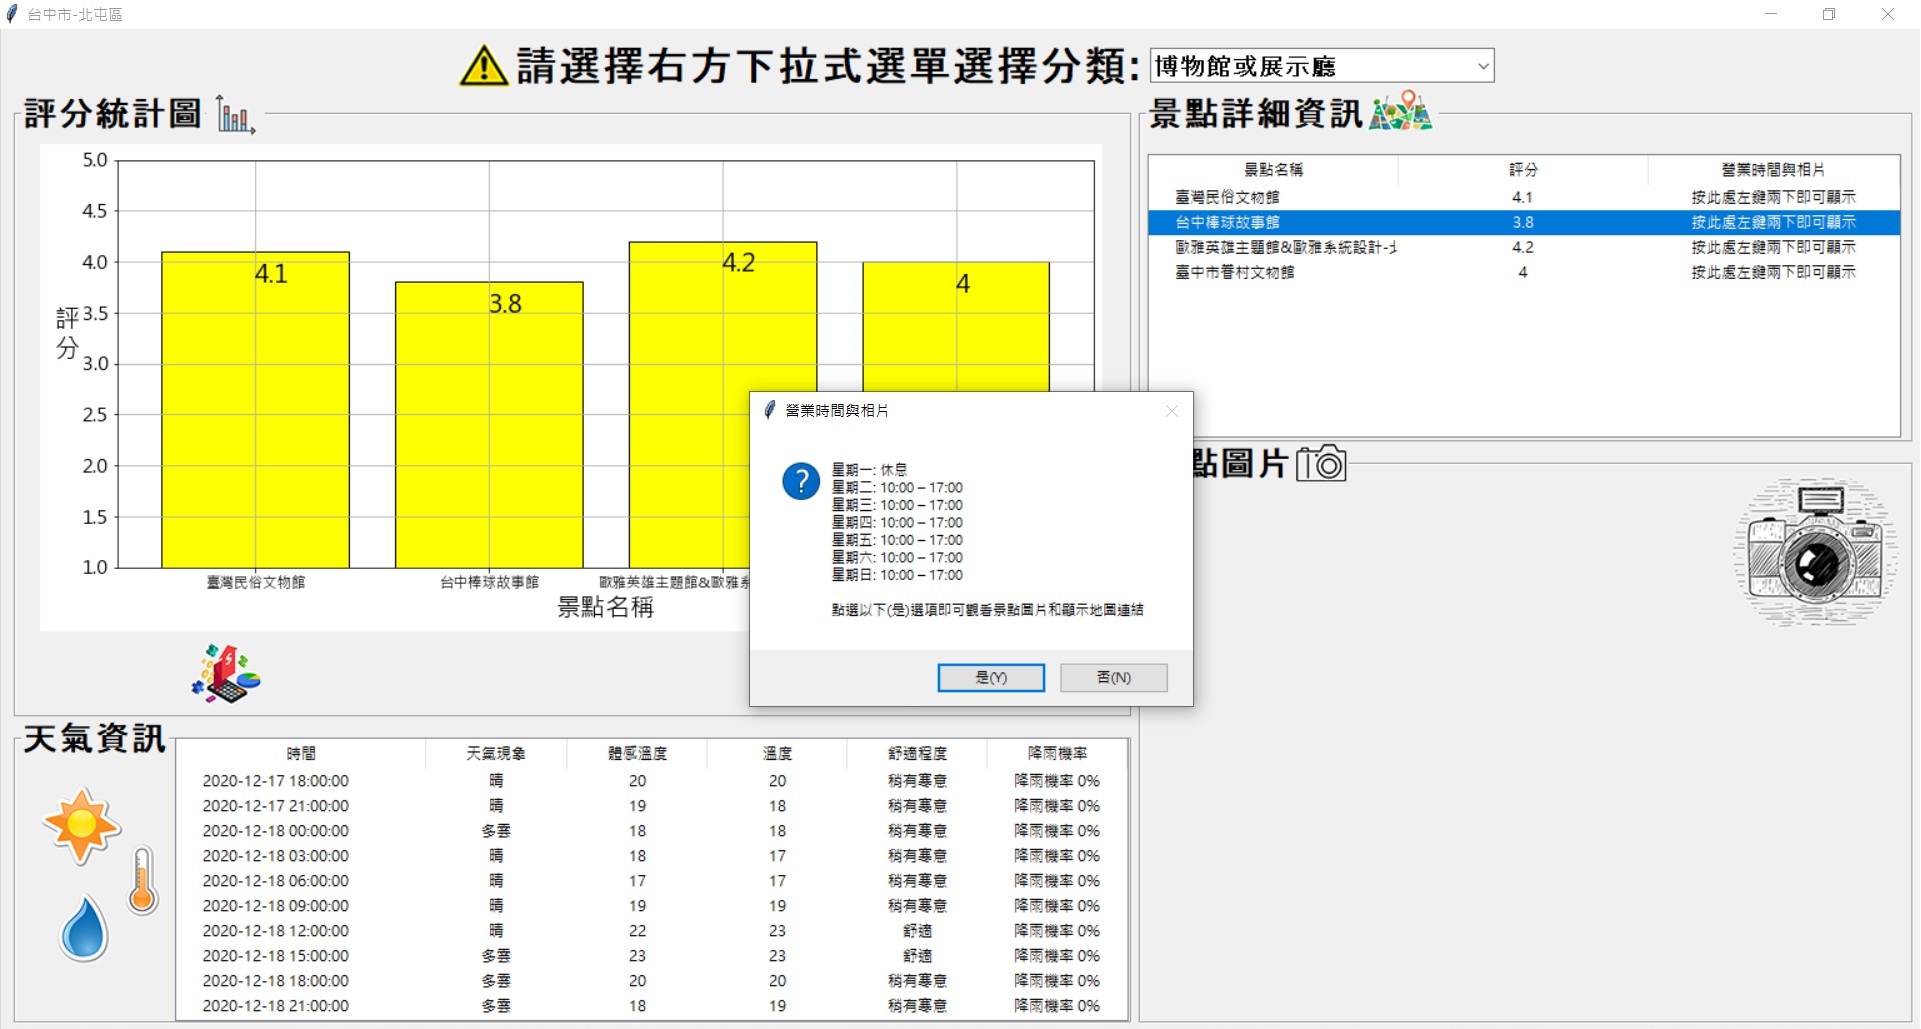 台中市-北屯區
請選擇右方下拉式選單選擇分類:
博物館或展示廳
評分統計圖
5.0
4.5
4.0
3.5
3.0
2.5
2.0
1.5
1.0
評分
4.1
3.8
4.2
4
臺灣民俗文物館
台中棒球故事館
歐雅英雄主題館&歐雅系
景點名稱
景點詳細資訊
景點名稱 評分 營業時間與相片
臺灣民俗文物館 4.1 按此處左鍵兩下即可顯示
台中棒球故事館 3.8 按此處左鍵兩下即可顯示
歐雅英雄主題館&歐雅系統設計- 4.2 按此處左鍵兩下即可顯示
臺中市眷村文物館 4 按此處左鍵兩下即可顯示
點圖片
營業時間與相片
星期一: 休息
星期二: 10:00 – 17:00
星期三: 10:00 – 17:00
星期四: 10:00 – 17:00
星期五: 10:00 – 17:00
星期六: 10:00 – 17:00
星期日: 10:00 – 17:00
點選以下(是)選項即可觀看景點圖片和顯示地圖連結
是(Y)
否(N)
天氣資訊
時間 天氣現象 體感溫度 溫度 舒適程度 降雨機率
2020-12-17 18:00:00 晴 20 20 稍有寒意 降雨機率 0%
2020-12-17 21:00:00 晴 19 18 稍有寒意 降雨機率 0%
2020-12-18 00:00:00 多雲 18 18 稍有寒意 降雨機率 0%
2020-12-18 03:00:00 晴 18 17 稍有寒意 降雨機率 0%
2020-12-18 06:00:00 晴 17 17 稍有寒意 降雨機率 0%
2020-12-18 09:00:00 晴 19 19 稍有寒意 降雨機率 0%
2020-12-18 12:00:00 晴 22 23 舒適 降雨機率 0%
2020-12-18 15:00:00 多雲 23 23 舒適 降雨機率 0%
2020-12-18 18:00:00 多雲 20 20 稍有寒意 降雨機率 0%
2020-12-18 21:00:00 多雲 18 19 稍有寒意 降雨機率 0%